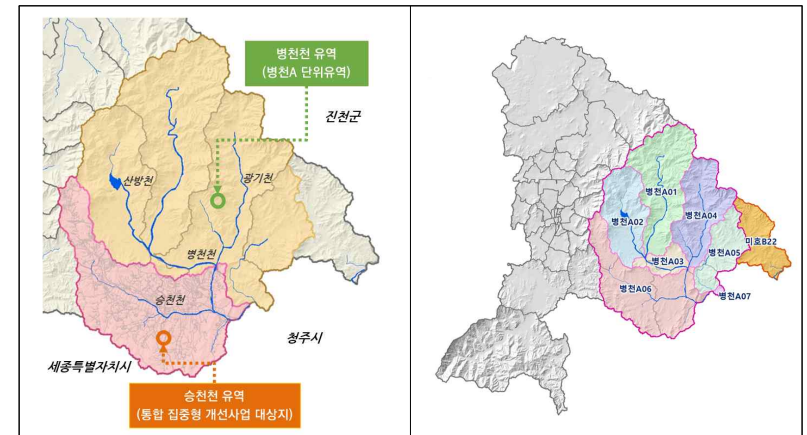 병천천 유역
(병천A 단위유역)
진천군
산방천
광기천
병천천
승천천
청주시
세종특별자치시
승천천 유역
(통합 집중형 개선사업 대상지)
병천A01
병천A02
병천A04
미호B22
병천A05
병천A03
병천A06
병천A07